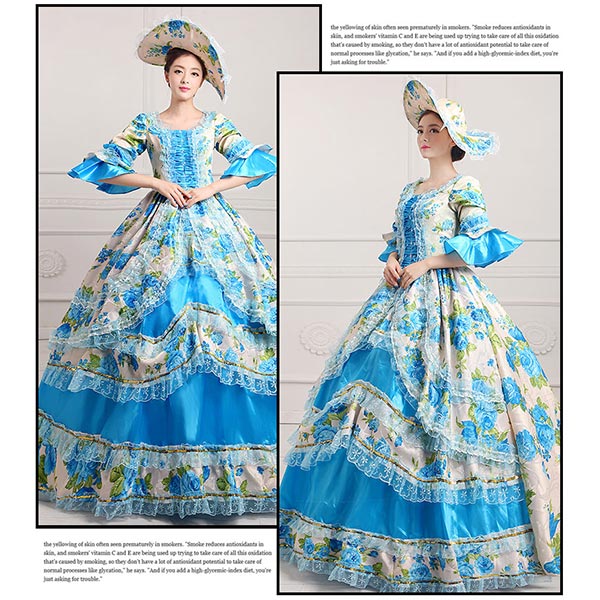 the yellowing of skin often seen prematurely in smokers. "Smoke reduces antioxidants in
skin, and smokers' vitamin C and E are being used up trying to take care of all this oxidation
that's caused by smoking, so they don't have a lot of antioxidant potential to take care of
normal processes like glycation," he says. "And if you add a high-glycemic-index diet, you're
just asking for trouble."
the yellowing of skin often seen prematurely in smokers. "Smoke reduces antioxidants in
skin, and smokers' vitamin C and E are being used up trying to take care of all this oxidation
that's caused by smoking, so they don't have a lot of antioxidant potential to take care of
normal processes like glycation," he says. "And if you add a high-glycemic-index diet, you're
just asking for trouble."